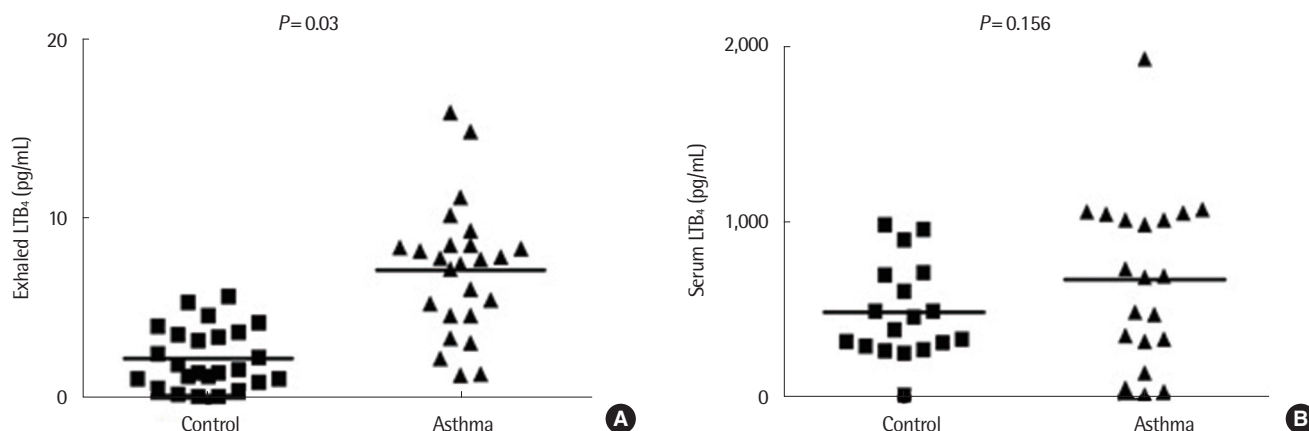 P=0.03
20
10
0
Exhaled LTB₄ (pg/mL)
Control
Asthma
A
P=0.156
2,000
1,000
0
Serum LTB₄ (pg/mL)
Control
Asthma
B